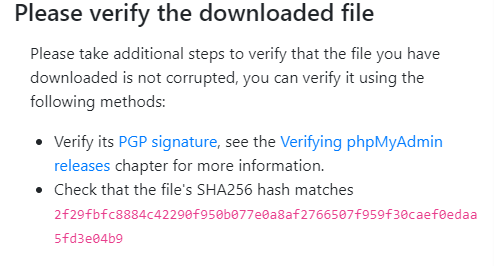 Please verify the downloaded file
Please take additional steps to verify that the file you have
downloaded is not corrupted, you can verify it using the
following methods:
Verify its PGP signature, see the Verifying phpMyAdmin
releases chapter for more information.
Check that the file's SHA256 hash matches
2f29fbfc8884c42290f950b077e0a8af2766507f959f30caef0edaa
5fd3e04b9